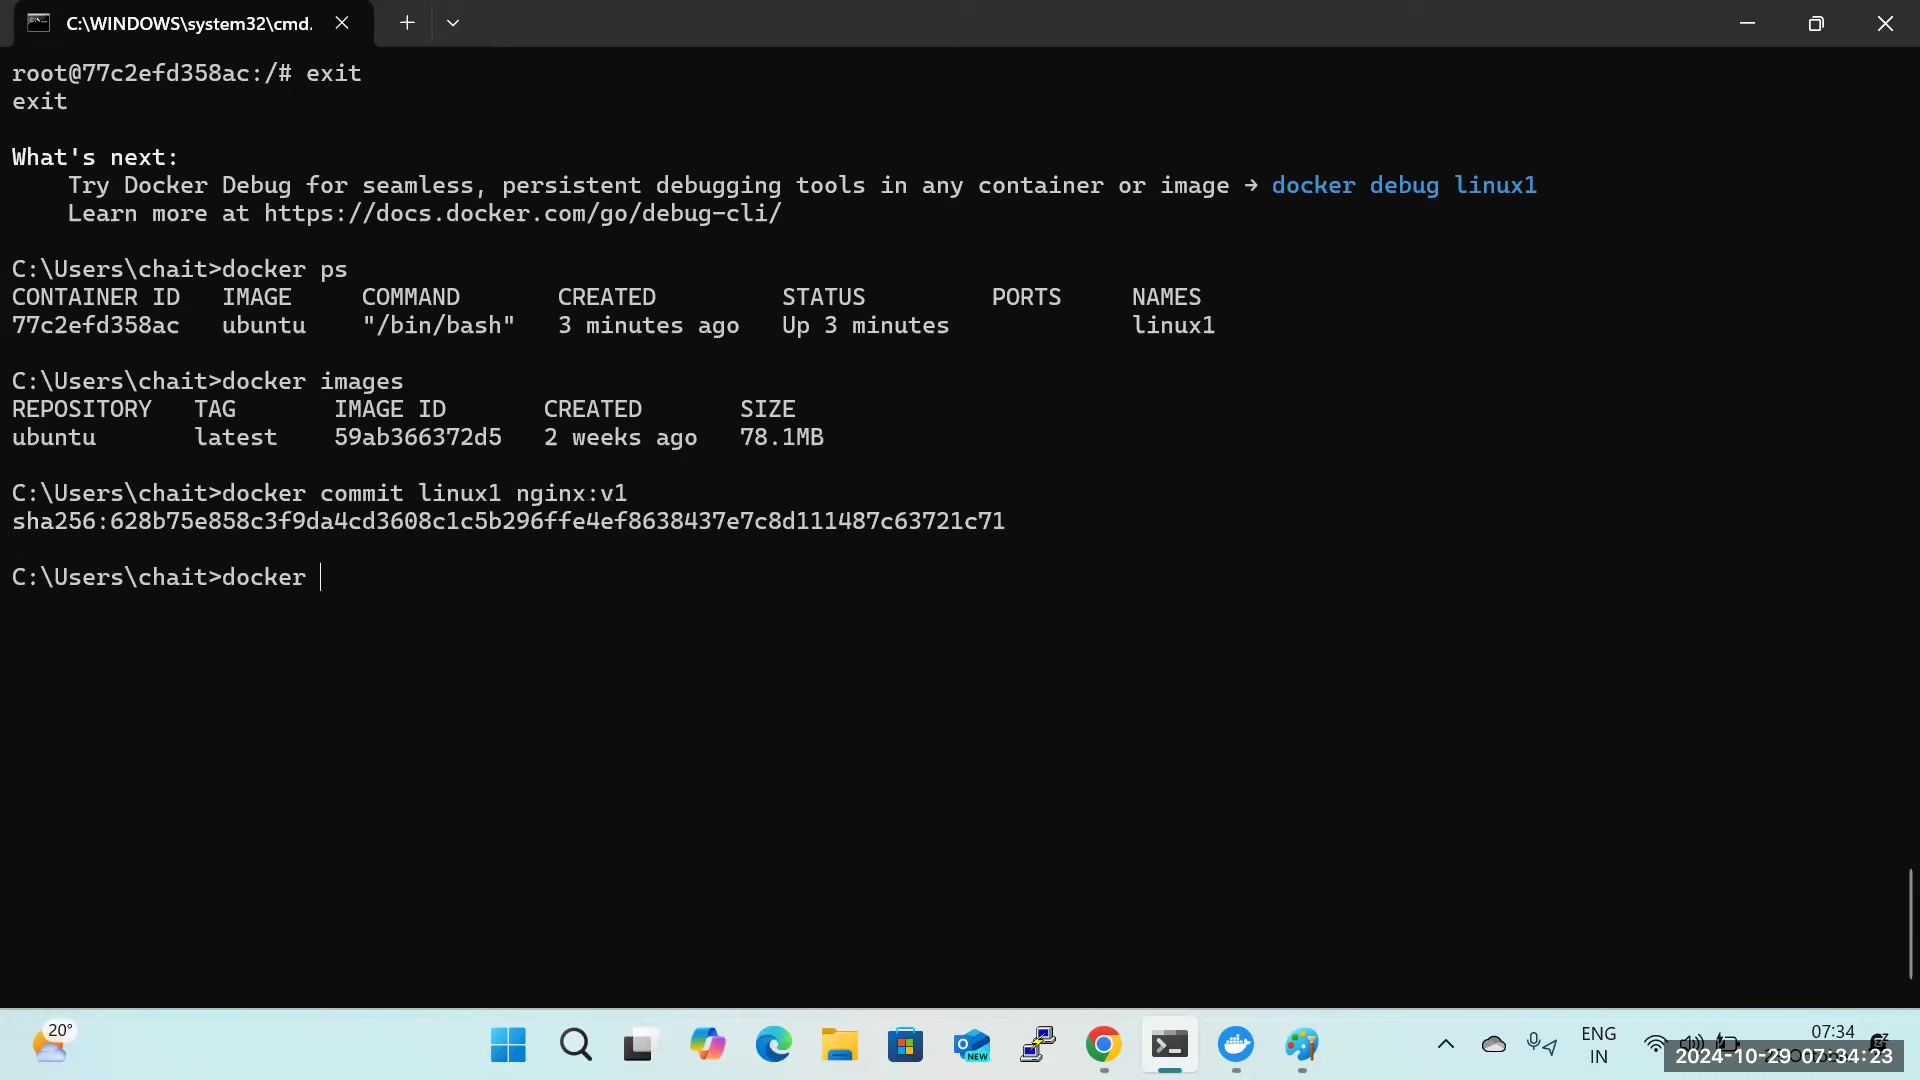 C:\WINDOWS\system32\cmd.
root@77c2efd358ac:/# exit
exit
What's next:
Try Docker Debug for seamless, persistent debugging tools in any container or image → docker debug linux1
Learn more at https://docs.docker.com/go/debug-cli/
C:\Users\chait>docker ps
CONTAINER ID   IMAGE     COMMAND       CREATED         STATUS         PORTS     NAMES
77c2efd358ac   ubuntu    "/bin/bash"   3 minutes ago   Up 3 minutes             linux1
C:\Users\chait>docker images
REPOSITORY   TAG       IMAGE ID       CREATED       SIZE
ubuntu       latest    59ab366372d5   2 weeks ago   78.1MB
C:\Users\chait>docker commit linux1 nginx:v1
sha256:628b75e858c3f9da4cd3608c1c5b296ffe4ef8638437e7c8d111487c63721c71
C:\Users\chait>docker
20°
NEW
ENG
IN
07:34
2024-10-29 07:34:23